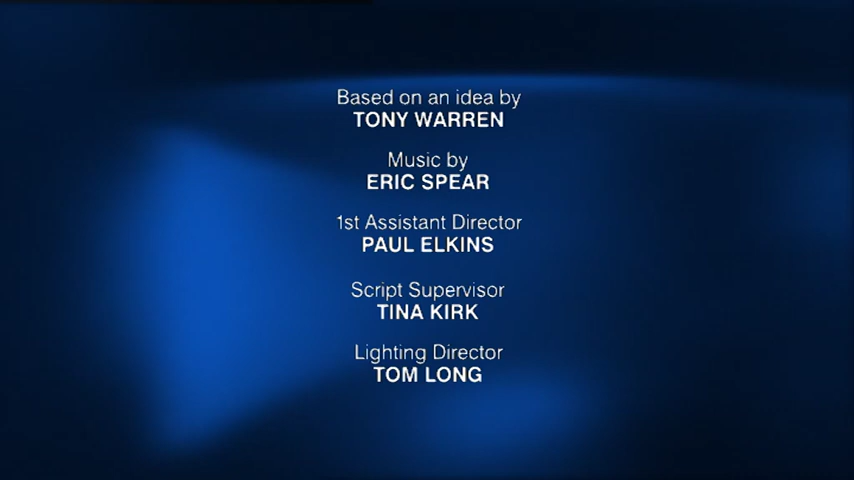 Based on an idea by
TONY WARREN
Music by
ERIC SPEAR
1st Assistant Director
PAUL ELKINS
Script Supervisor
TINA KIRK
Lighting Director
TOM LONG